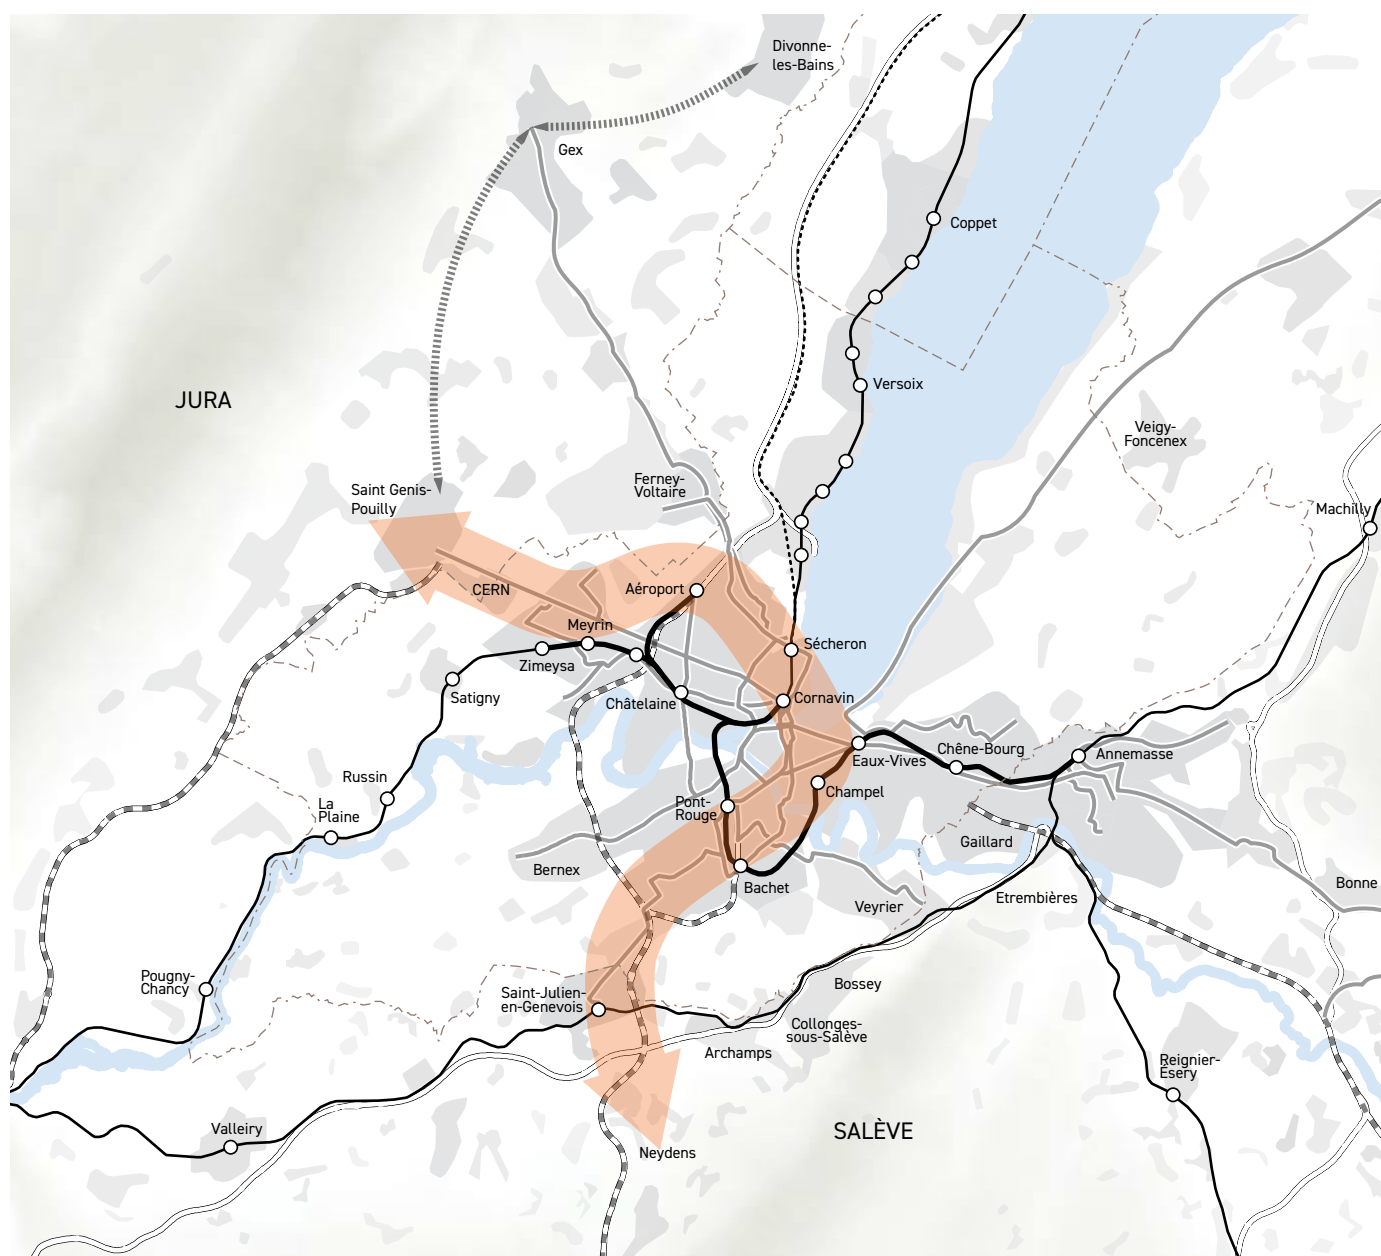 Divonne-
les-Bains
Gex
Coppet
JURA
Versoix
Veigy-
Foncenex
Ferney-
Voltaire
Saint Genis-
Pouilly
Machilly
CERN
Aéroport
Meyrin
Zimeysa
Sécheron
Satigny
Châtelaine
Cornavin
Chêne-Bourg
Annemasse
Eaux-Vives
Russin
Champel
La
Plaine
Pont-
Rouge
Gaillard
Bernex
Bachet
Bonne
Etrembières
Veyrier
Pougny-
Chancy
Bossey
Saint-Julien-
en-Genevois
Collonges-
sous-Salève
Archamps
Reignier-
Ésery
Valleiry
SALÈVE
Neydens